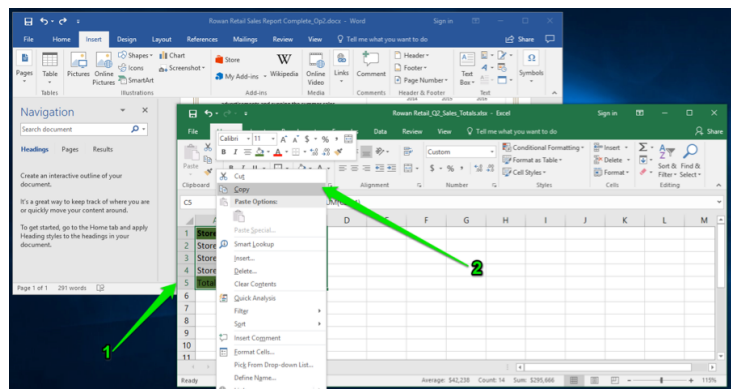 Rowan Retail Sales Report Complete_Op2.docx - Word
Sign in
File Home Insert Design Layout References Mailings Review View Tell me what you want to do Share
Pages
Table
Pictures
Online Pictures
Shapes
Icons
SmartArt
Chart
Screenshot
Store
My Add-ins
Wikipedia
Online Video
Links
Comment
Header
Footer
Page Number
Text Box
Symbols
Tables Illustrations Add-ins Media Comments Header & Footer Text
Navigation
Search document
Headings Pages Results
Create an interactive outline of your
document.
It's a great way to keep track of where you are
or quickly move your content around.
To get started, go to the Home tab and apply
Heading styles to the headings in your
document.
Page 1 of 1 291 words
Rowan Retail_Q2_Sales_Totals.xlsx - Excel
Sign in
File Data Review View Tell me what you want to do Share
Calibri 11 A A $ % ,
B I
Paste
Custom
$ % ,
Conditional Formatting
Format as Table
Cell Styles
Insert
Delete
Format
Sort & Filter
Find & Select
Clipboard Alignment Number Styles Cells Editing
C5
D F G H I J K L M
1 Store
2 Store
3 Store
4 Store
5 Total
6
7
8
9
10
11
Cut
Copy
Paste Options:
Paste Special...
Smart Lookup
Insert...
Delete...
Clear Contents
Quick Analysis
Filter
Sort
Insert Comment
Format Cells...
Pick From Drop-down List...
Define Name...
1
2
Ready Average: $42,238 Count: 14 Sum: $295,666 115%